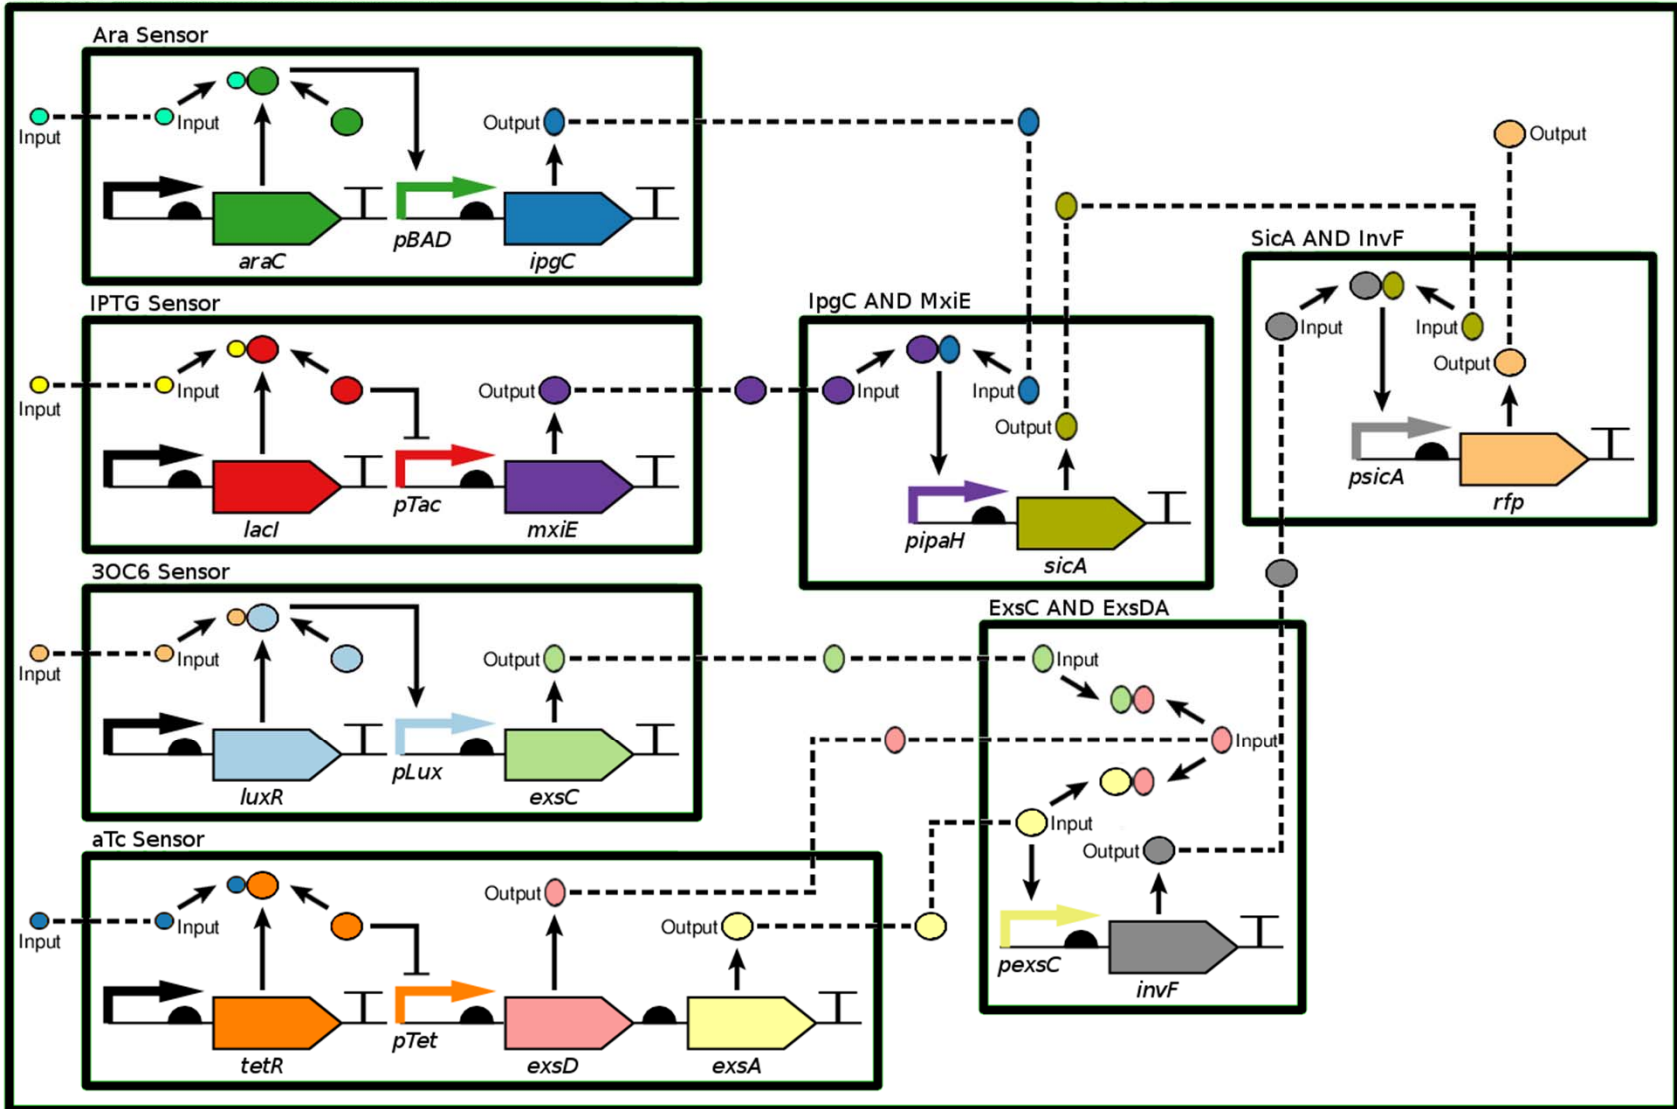 Ara Sensor
Input
Input
Output
pBAD
araC
ipgC
IPTG Sensor
Input
Input
Output
pTac
lacI
mxiE
3OC6 Sensor
Input
Input
Output
pLux
luxR
exsC
aTc Sensor
Input
Input
Output
Output
pTet
tetR
exsD
exsA
IpgC AND MxiE
Input
Input
Output
pipaH
sicA
ExsC AND ExsDA
Input
Input
Input
Output
pexsC
invF
Output
SicA AND InvF
Input
Input
Output
psicA
rfp